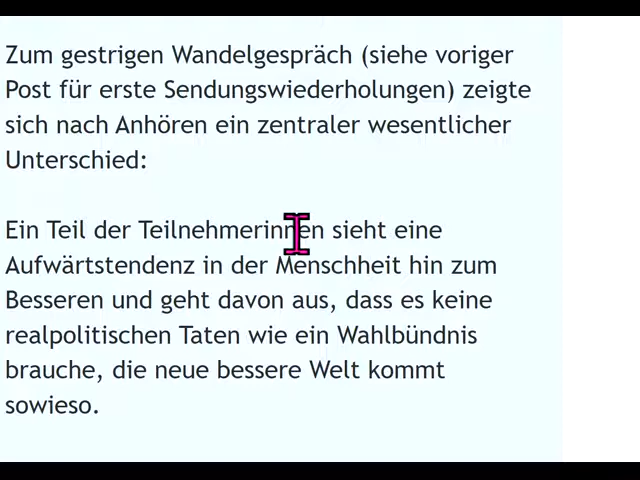 Zum gestrigen Wandelgespräch (siehe voriger
Post für erste Sendungswiederholungen) zeigte
sich nach Anhören ein zentraler wesentlicher
Unterschied:
Ein Teil der Teilnehmerinnen sieht eine
Aufwärtstendenz in der Menschheit hin zum
Besseren und geht davon aus, dass es keine
realpolitischen Taten wie ein Wahlbündnis
brauche, die neue bessere Welt kommt
sowieso.